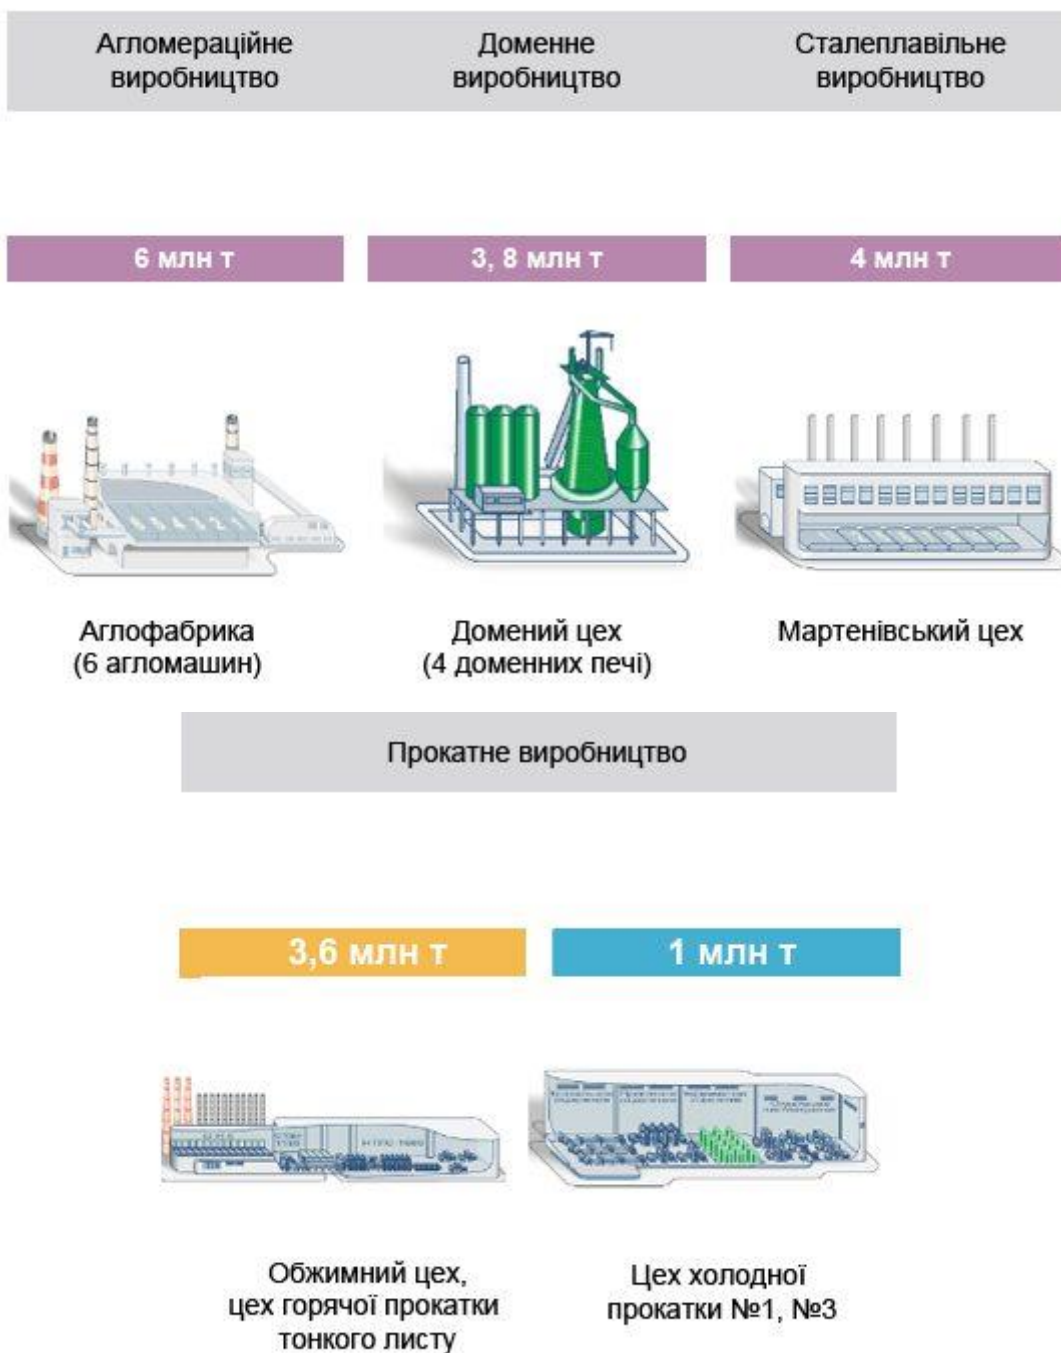 Агломераційне
виробництво
Доменне
виробництво
Сталеплавільне
виробництво
6 млн т
3, 8 млн т
4 млн т
Аглофабрика
(6 агломашин)
Домений цех
(4 доменних печі)
Мартенівський цех
Прокатне виробництво
3,6 млн т
1 млн т
Обжимний цех,
цех горячої прокатки
тонкого листу
Цех холодної
прокатки №1, №3